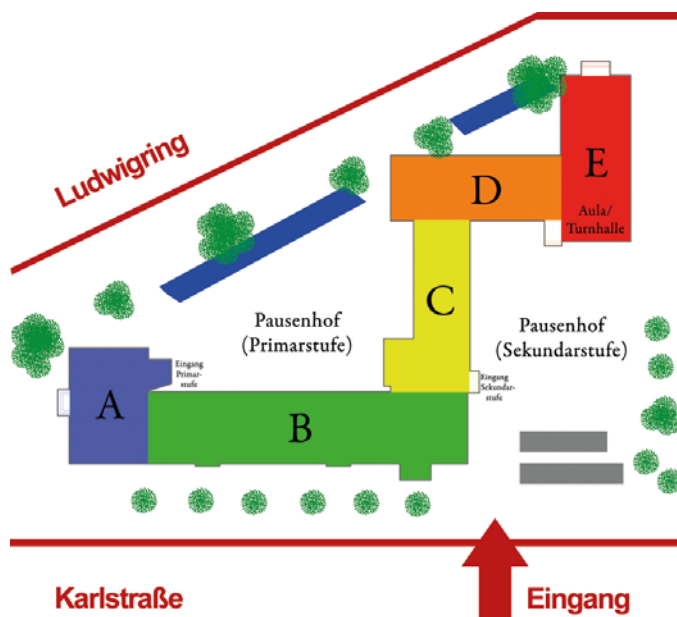 Ludwigring
E
Aula/
Turnhalle
D
C
Pausenhof
(Primarstufe)
Pausenhof
(Sekundarstufe)
Eingang
Primar-
stufe
Eingang
Sekundar-
stufe
A
B
Karlstraße
Eingang